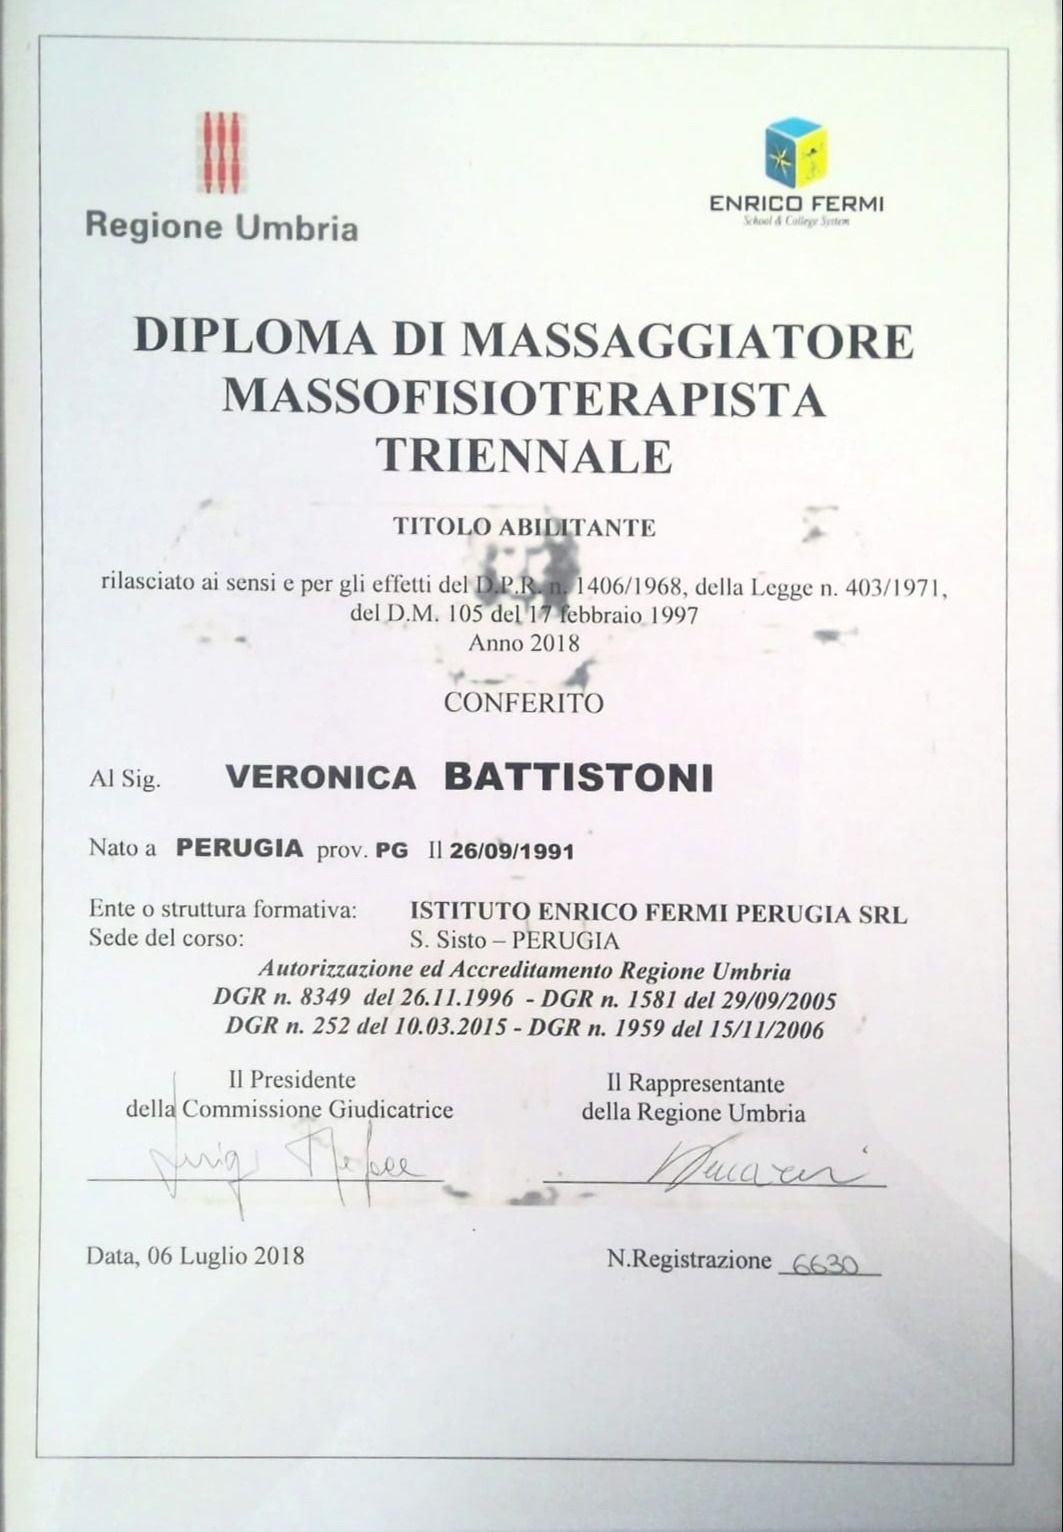 Regione Umbria
ENRICO FERMI
School & College System
DIPLOMA DI MASSAGGIATORE
MASSOFISIOTERAPISTA
TRIENNALE
TITOLO ABILITANTE
rilasciato ai sensi e per gli effetti del D.P.R. n. 1406/1968, della Legge n. 403/1971,
del D.M. 105 del 17 febbraio 1997
Anno 2018
CONFERITO
Al Sig. VERONICA BATTISTONI
Nato a PERUGIA prov. PG Il 26/09/1991
Ente o struttura formativa: ISTITUTO ENRICO FERMI PERUGIA SRL
Sede del corso: S. Sisto – PERUGIA
Autorizzazione ed Accreditamento Regione Umbria
DGR n. 8349 del 26.11.1996 - DGR n. 1581 del 29/09/2005
DGR n. 252 del 10.03.2015 - DGR n. 1959 del 15/11/2006
Il Presidente
della Commissione Giudicatrice
Il Rappresentante
della Regione Umbria
Data, 06 Luglio 2018
N.Registrazione 6630